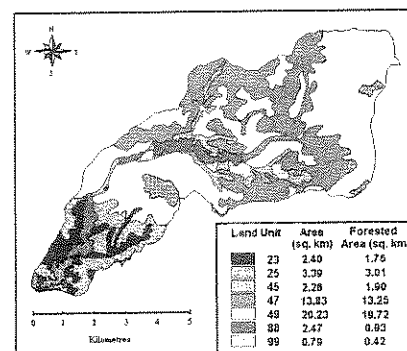 N
W E
S
Land Unit Area (sq. km) Forested Area (sq. km)
23 2.40 1.75
25 3.39 3.01
45 2.28 1.90
47 13.83 13.25
49 20.23 19.72
88 2.47 0.93
99 0.79 0.42
0 1 2 3 4 5
Kilometres